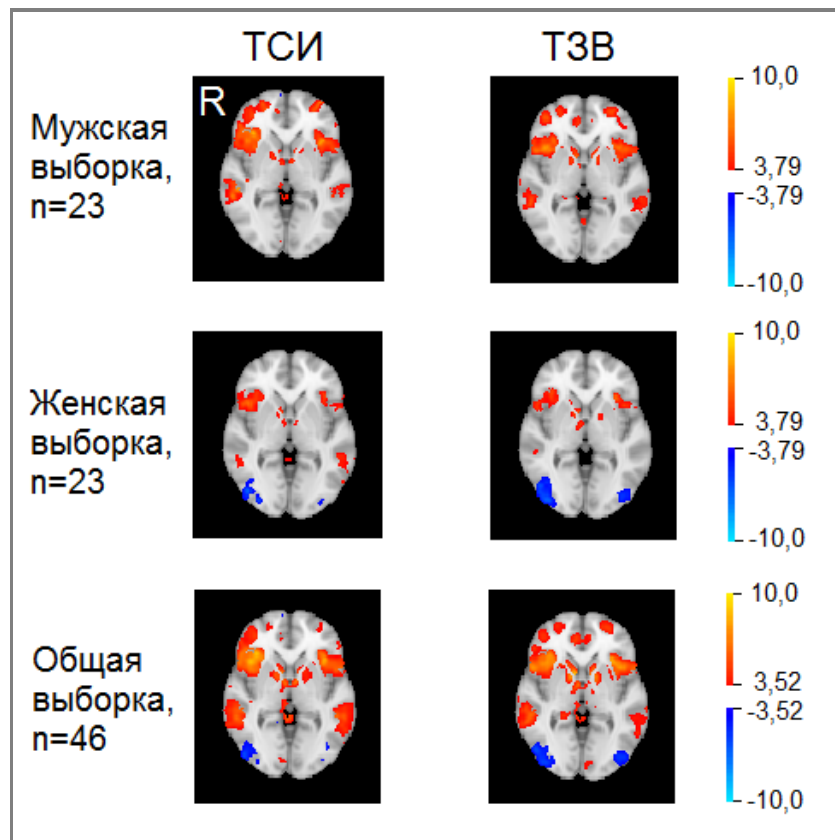 ТСИ ТЗВ
R
Мужская
выборка,
n=23
10,0
3,79
-3,79
-10,0
Женская
выборка,
n=23
10,0
3,79
-3,79
-10,0
Общая
выборка,
n=46
10,0
3,52
-3,52
-10,0